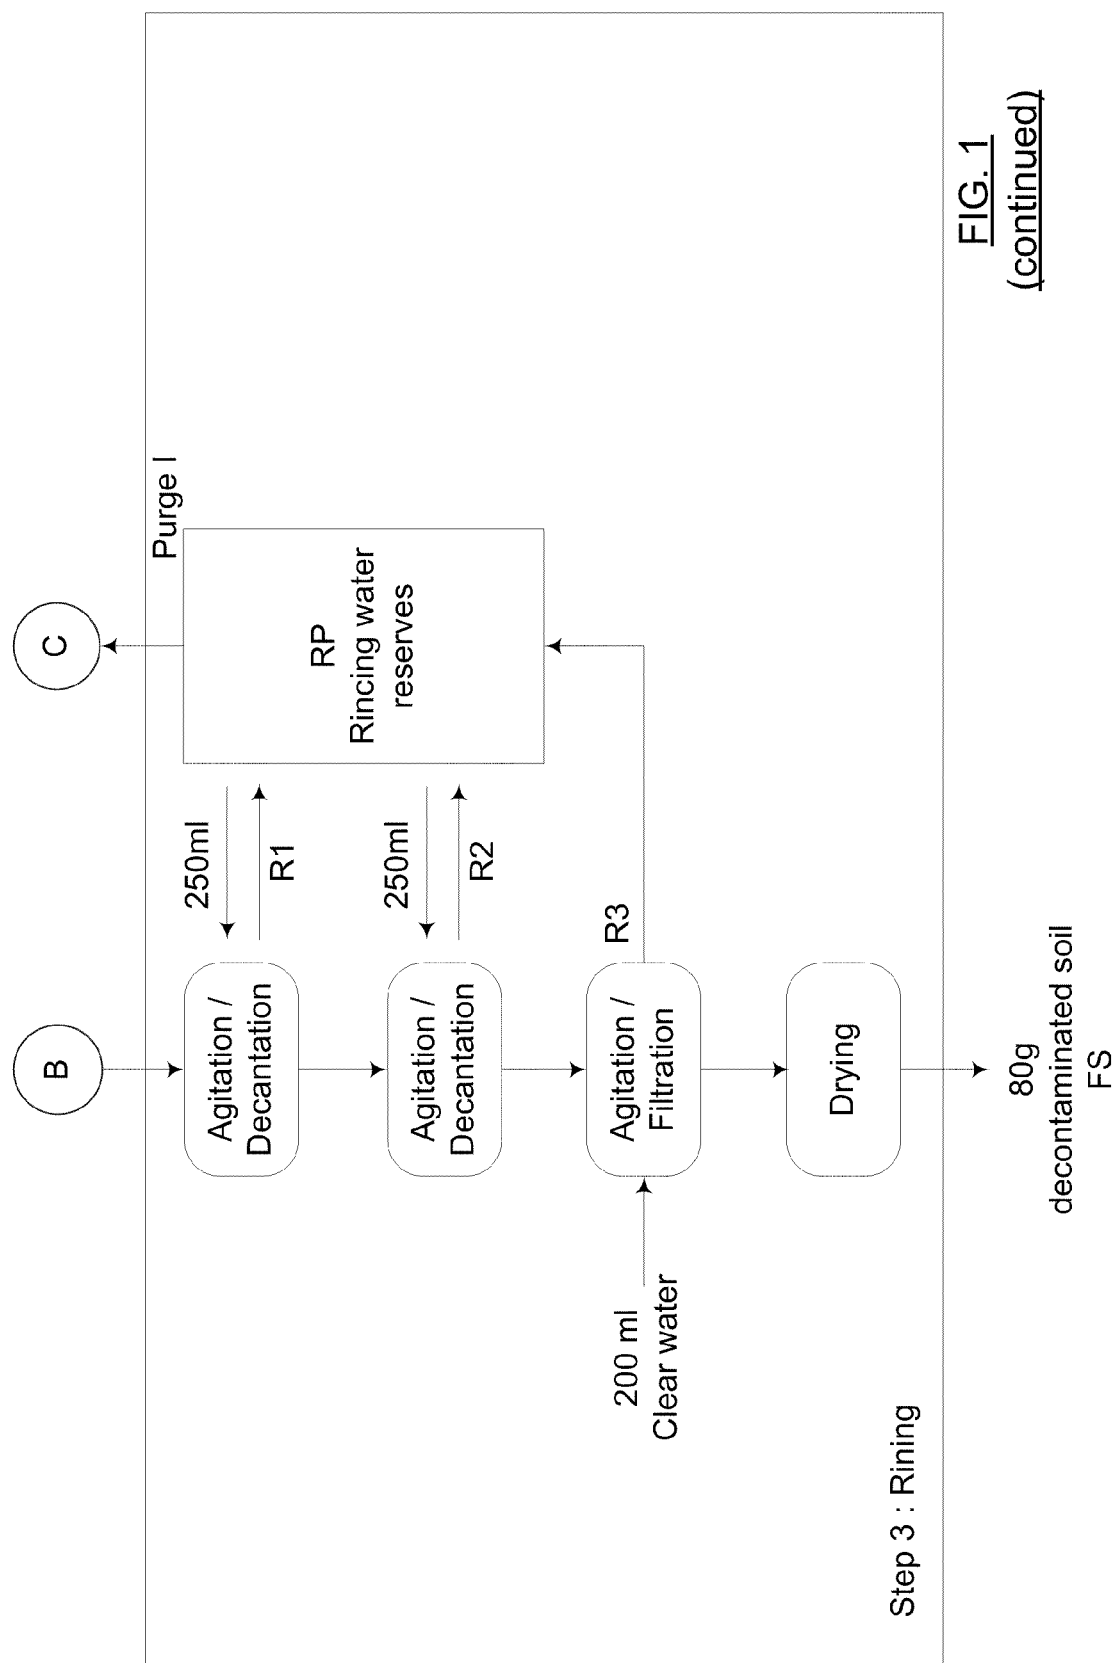 B
C
Purge I
Agitation /
Decantation
250ml
R1
RP
Rincing water
reserves
Agitation /
Decantation
250ml
R2
200 ml
Clear water
Agitation /
Filtration
R3
Drying
Step 3 : Rining
80g
decontaminated soil
FS
FIG. 1
(continued)